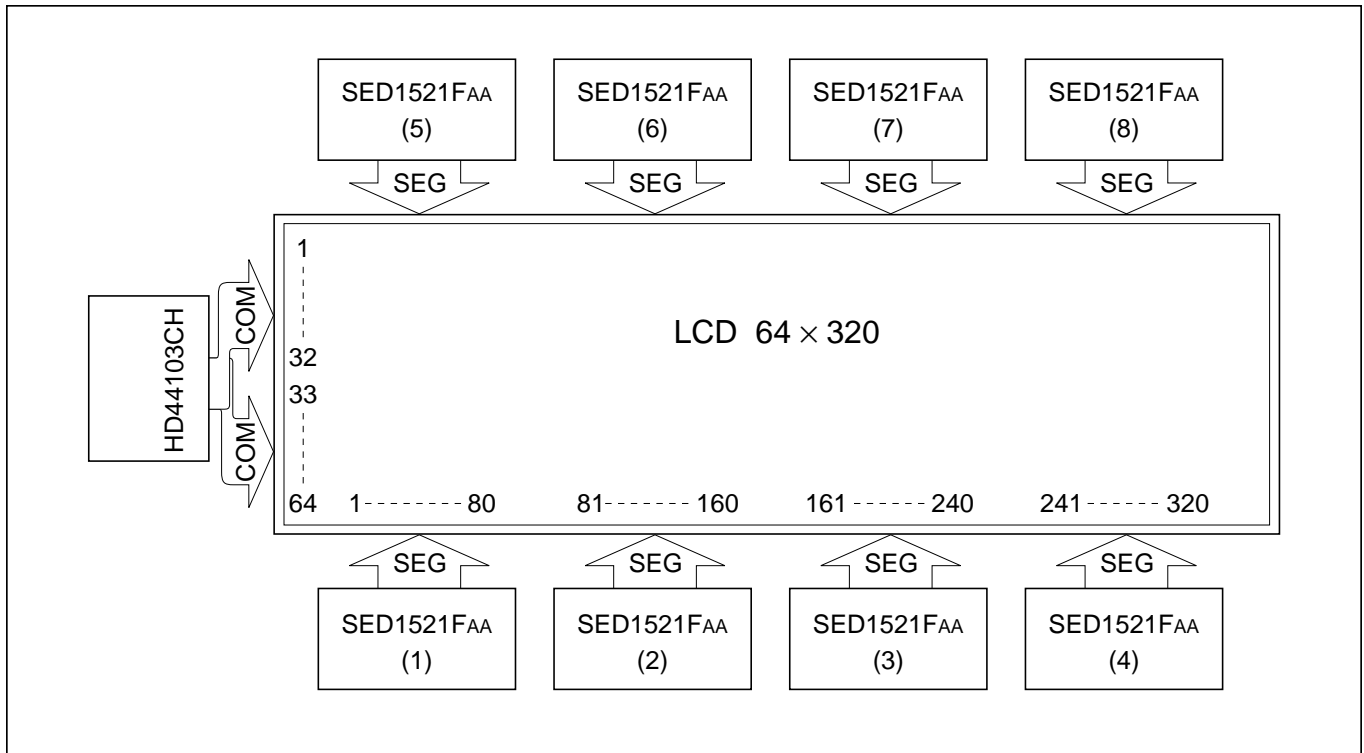 SED1521FAA SED1521FAA SED1521FAA SED1521FAA
(5) (6) (7) (8)
SEG SEG SEG SEG
1
COM
LCD 64 × 320
32
HD44103CH
33
COM
64 1 80 81 160 161 240 241 320
SEG SEG SEG SEG
SED1521FAA SED1521FAA SED1521FAA SED1521FAA
(1) (2) (3) (4)